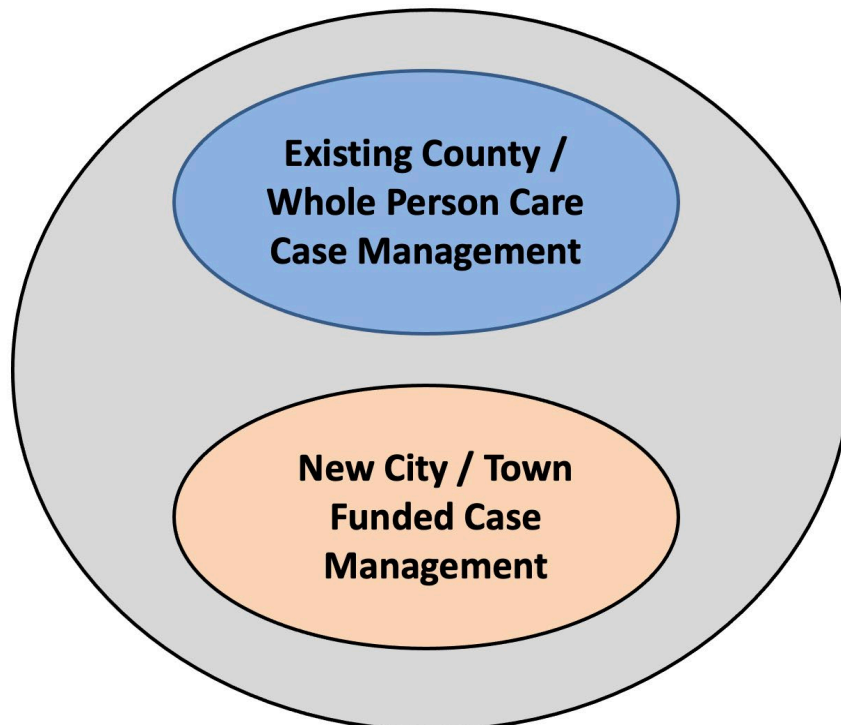 Existing County /
Whole Person Care
Case Management
New City / Town
Funded Case
Management